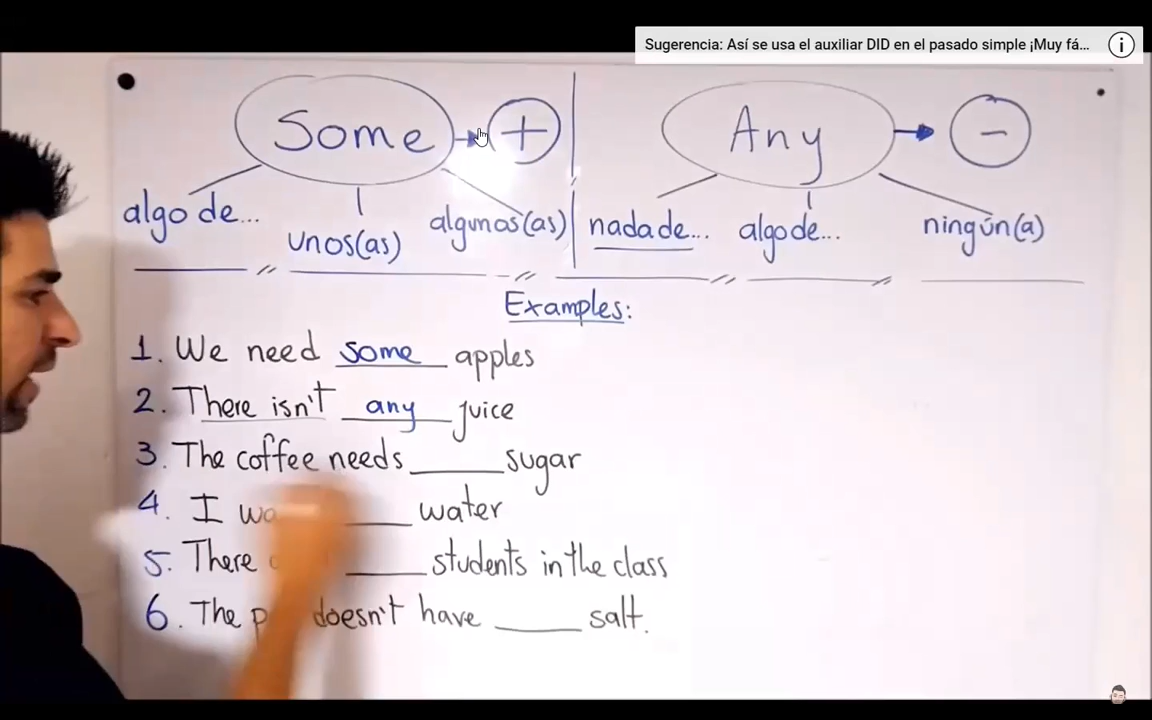 Sugerencia: Así se usa el auxiliar DID en el pasado simple ¡Muy fá...
Some + Any -
algo de... unos(as) algunos(as) nada de... algo de... ningún(a)
Examples:
1. We need some apples
2. There isn't any juice
3. The coffee needs ____ sugar
4. I ____ water
5. There ____ students in the class
6. The doesn't have ____ salt.